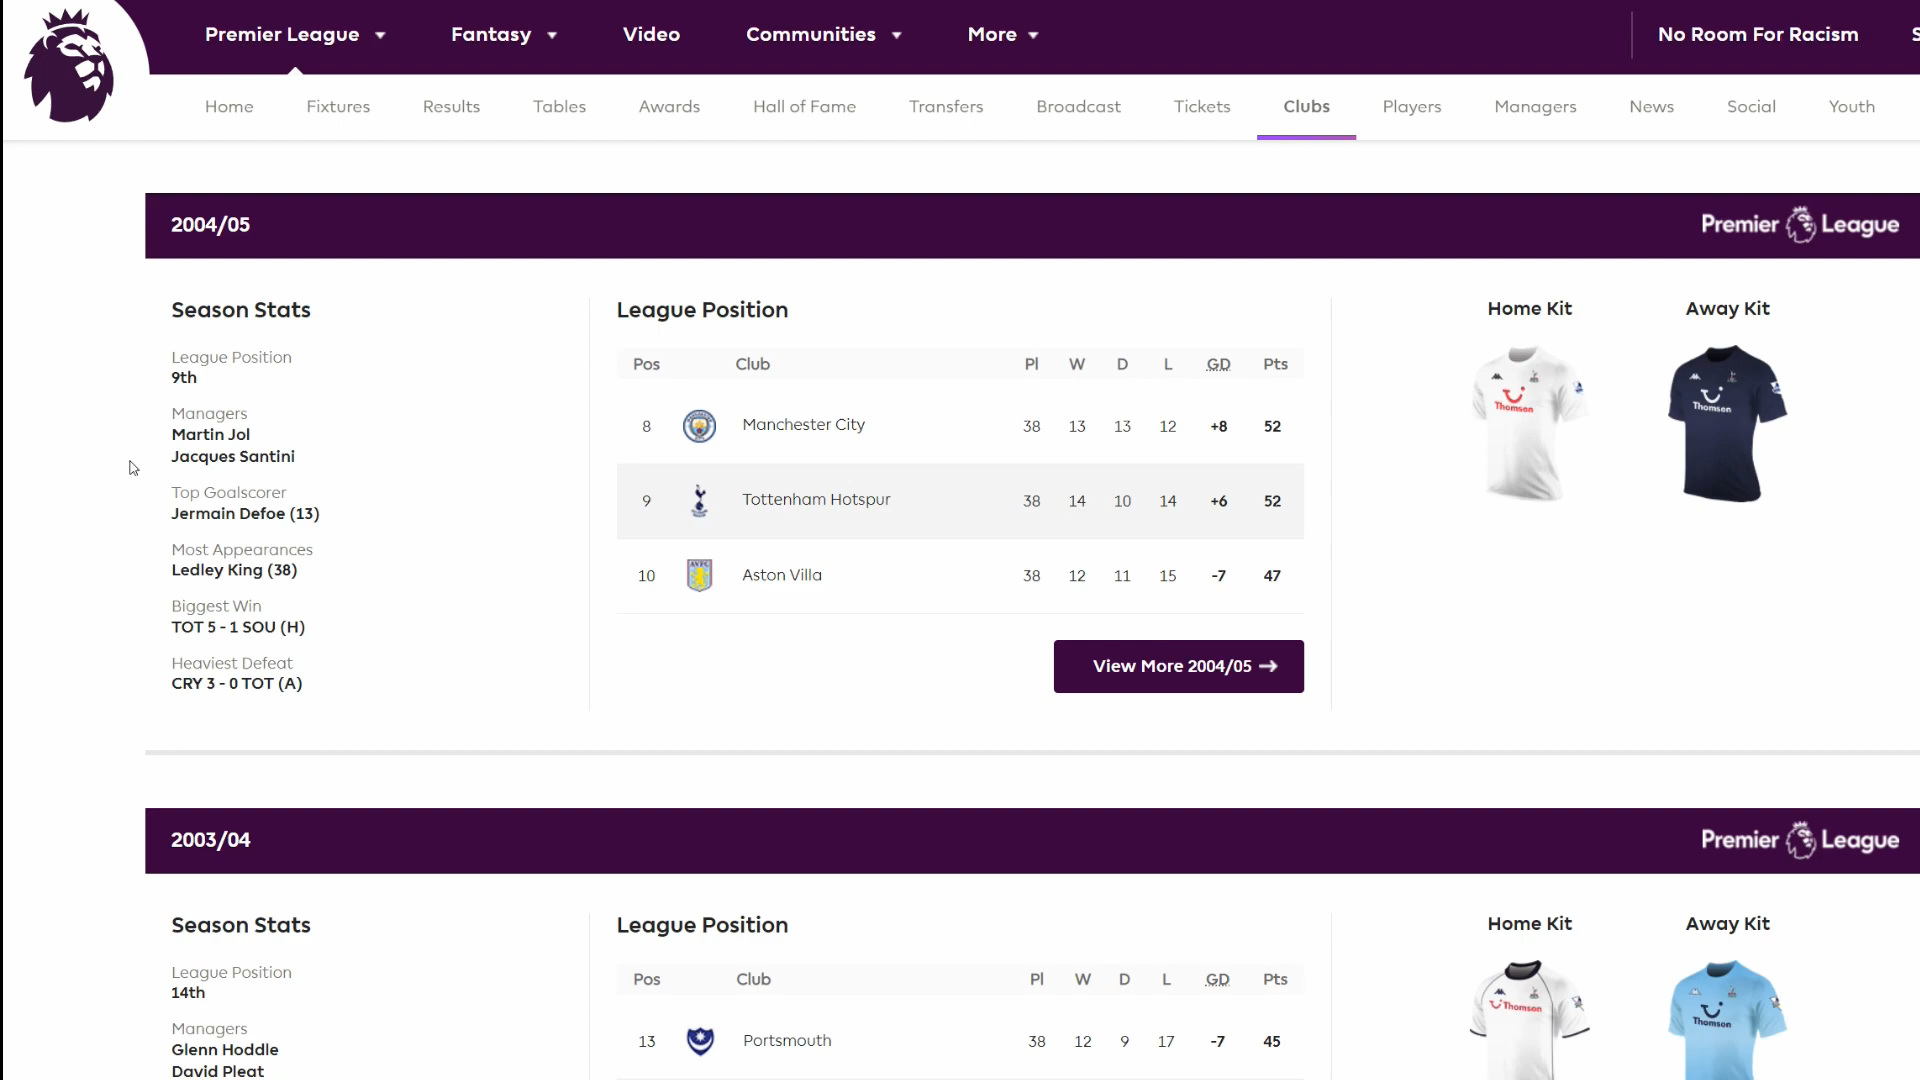 Premier League
Fantasy
Video
Communities
More
No Room For Racism
Home
Fixtures
Results
Tables
Awards
Hall of Fame
Transfers
Broadcast
Tickets
Clubs
Players
Managers
News
Social
Youth
2004/05
Premier League
Season Stats
League Position
9th
Managers
Martin Jol
Jacques Santini
Top Goalscorer
Jermain Defoe (13)
Most Appearances
Ledley King (38)
Biggest Win
TOT 5 - 1 SOU (H)
Heaviest Defeat
CRY 3 - 0 TOT (A)
League Position
Pos Club Pl W D L GD Pts
8 Manchester City 38 13 13 12 +8 52
9 Tottenham Hotspur 38 14 10 14 +6 52
10 Aston Villa 38 12 11 15 -7 47
View More 2004/05
Home Kit
Thomson
Away Kit
Thomson
2003/04
Premier League
Season Stats
League Position
14th
Managers
Glenn Hoddle
David Pleat
League Position
Pos Club Pl W D L GD Pts
13 Portsmouth 38 12 9 17 -7 45
Home Kit
Thomson
Away Kit
Thomson